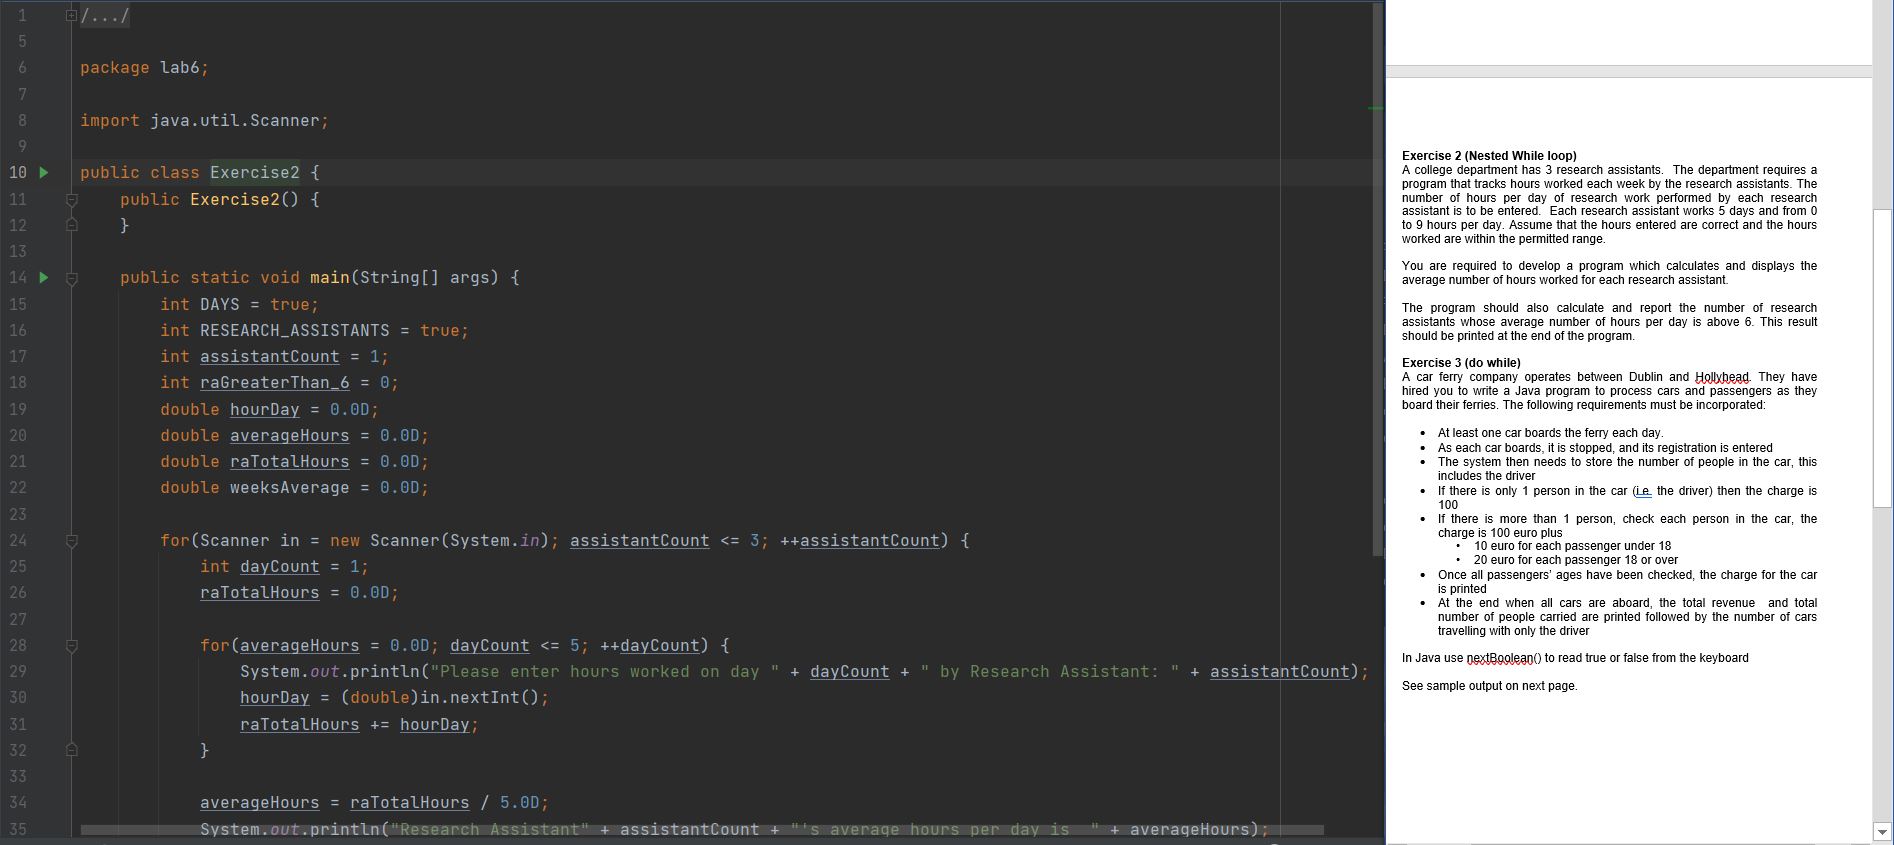 1 /.../
5
6 package lab6;
7
8 import java.util.Scanner;
9
10 public class Exercise2 {
11 public Exercise2() {
12 }
13
14 public static void main(String[] args) {
15 int DAYS = true;
16 int RESEARCH_ASSISTANTS = true;
17 int assistantCount = 1;
18 int raGreaterThan_6 = 0;
19 double hourDay = 0.0D;
20 double averageHours = 0.0D;
21 double raTotalHours = 0.0D;
22 double weeksAverage = 0.0D;
23
24 for(Scanner in = new Scanner(System.in); assistantCount <= 3; ++assistantCount) {
25 int dayCount = 1;
26 raTotalHours = 0.0D;
27
28 for(averageHours = 0.0D; dayCount <= 5; ++dayCount) {
29 System.out.println("Please enter hours worked on day " + dayCount + " by Research Assistant: " + assistantCount);
30 hourDay = (double)in.nextInt();
31 raTotalHours += hourDay;
32 }
33
34 averageHours = raTotalHours / 5.0D;
35 System.out.println("Research Assistant" + assistantCount + "'s average hours per day is  " + averageHours);
Exercise 2 (Nested While loop)
A college department has 3 research assistants. The department requires a
program that tracks hours worked each week by the research assistants. The
number of hours per day of research work performed by each research
assistant is to be entered. Each research assistant works 5 days and from 0
to 9 hours per day. Assume that the hours entered are correct and the hours
worked are within the permitted range.
You are required to develop a program which calculates and displays the
average number of hours worked for each research assistant.
The program should also calculate and report the number of research
assistants whose average number of hours per day is above 6. This result
should be printed at the end of the program.
Exercise 3 (do while)
A car ferry company operates between Dublin and Hollyhead. They have
hired you to write a Java program to process cars and passengers as they
board their ferries. The following requirements must be incorporated:
• At least one car boards the ferry each day.
• As each car boards, it is stopped, and its registration is entered
• The system then needs to store the number of people in the car, this
includes the driver
• If there is only 1 person in the car (i.e. the driver) then the charge is
100
• If there is more than 1 person, check each person in the car, the
charge is 100 euro plus
• 10 euro for each passenger under 18
• 20 euro for each passenger 18 or over
• Once all passengers' ages have been checked, the charge for the car
is printed
• At the end when all cars are aboard, the total revenue and total
number of people carried are printed followed by the number of cars
travelling with only the driver
In Java use nextBoolean() to read true or false from the keyboard
See sample output on next page.